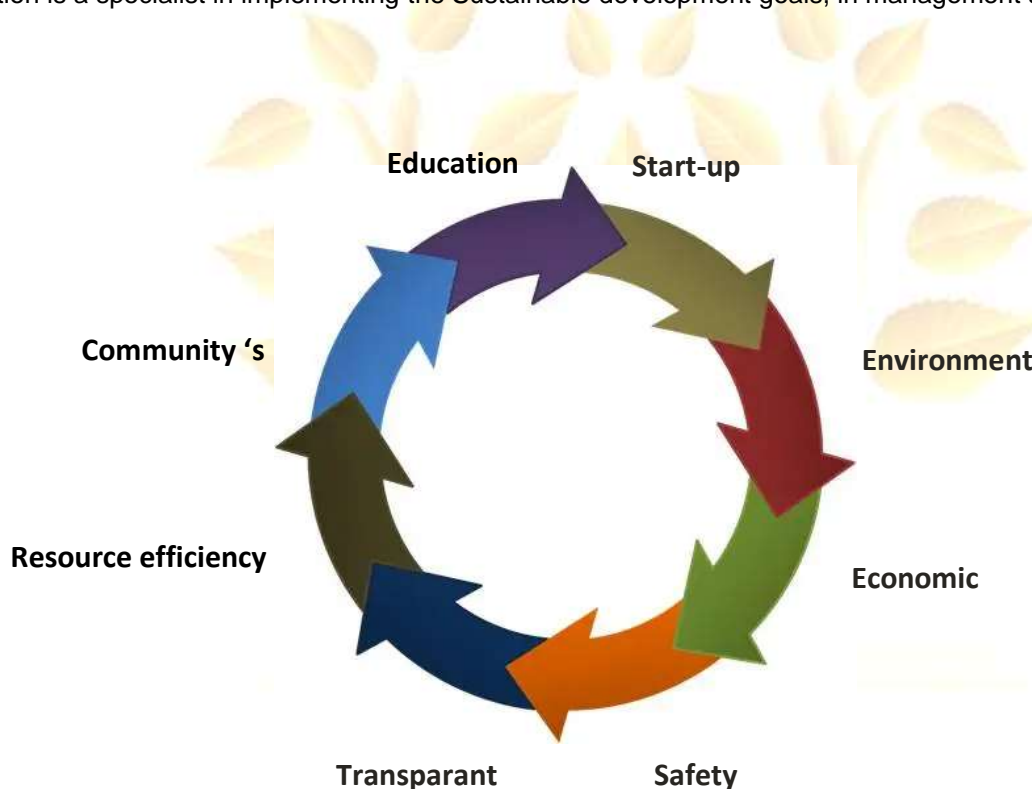 is a specialist in implementing the Sustainable development goals, in management
Education
Start-up
Community ‘s
Environment
Resource efficiency
Economic
Transparant
Safety